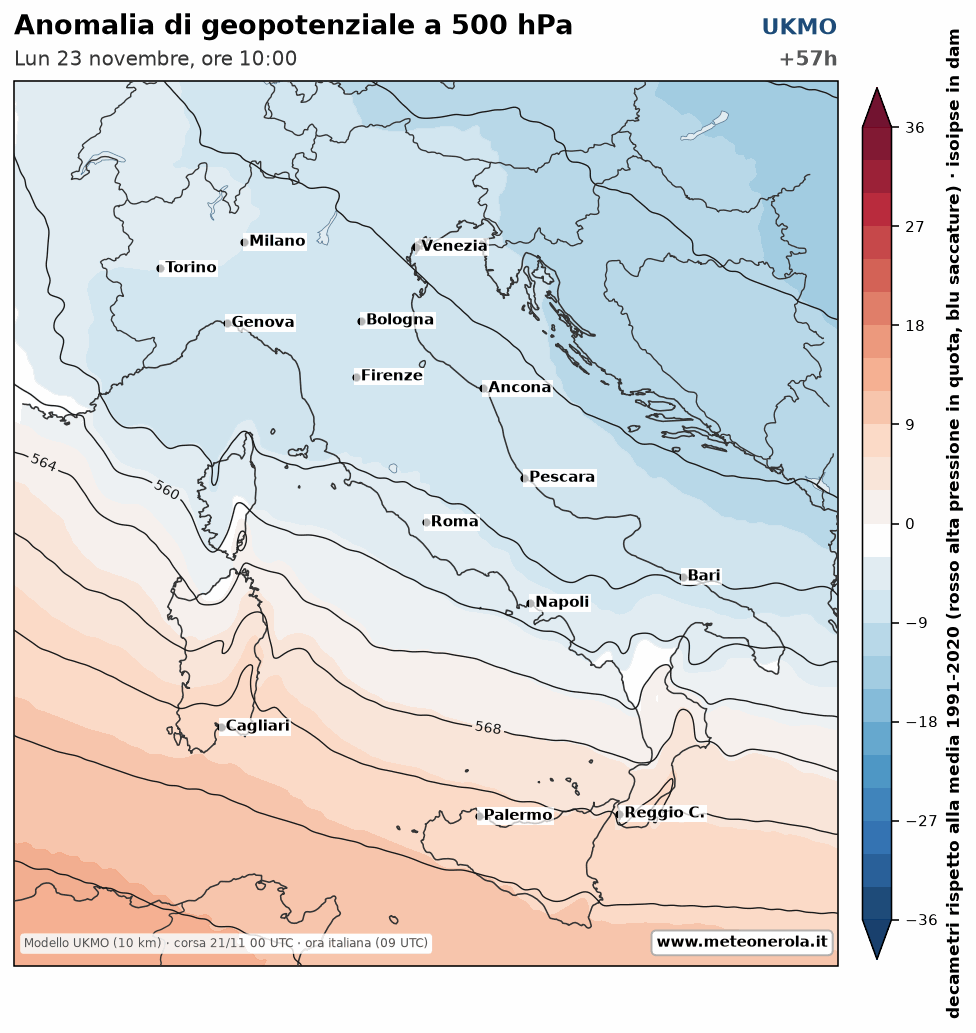 Anomalia di geopotenziale a 500 hPa
UKMO
Lun 23 novembre, ore 10:00
+57h
Milano
Venezia
Torino
Genova
Bologna
Firenze
Ancona
564
560
Pescara
Roma
Bari
Napoli
Cagliari
568
Palermo
Reggio C.
Modello UKMO (10 km) · corsa 21/11 00 UTC · ora italiana (09 UTC)
www.meteonerola.it
36
27
18
9
0
−9
−18
−27
−36
decametri rispetto alla media 1991-2020 (rosso alta pressione in quota, blu saccature) · isoipse in dam